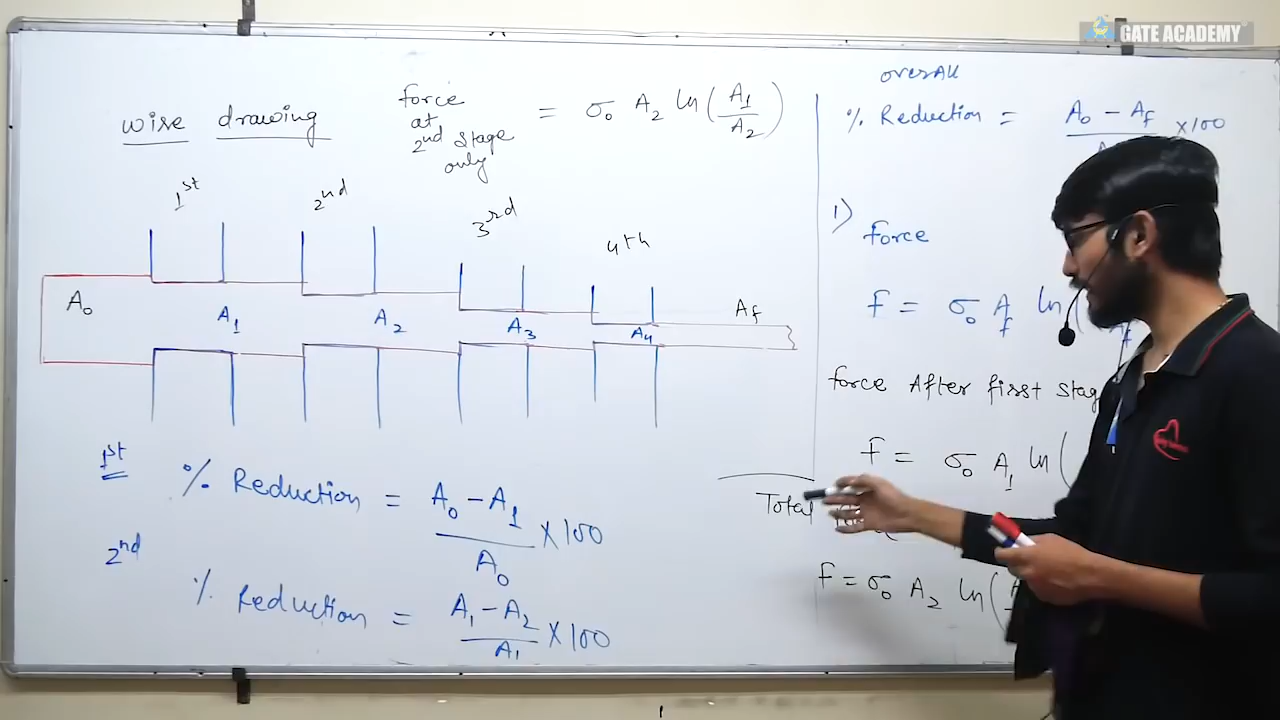 GATE ACADEMY
wire drawing
force at 2nd stage only = σ₀ A₂ ln(A₁/A₂)
1st
2nd
3rd
4th
A₀
A₁
A₂
A₃
A₄
A_f
1st % Reduction = (A₀ - A₁)/A₀ × 100
2nd % Reduction = (A₁ - A₂)/A₁ × 100
overAll
% Reduction = A₀ - A_f ×100
1) force
f = σ₀ A_f ln(
force After first stag
f = σ₀ A₁ ln(
Total
f = σ₀ A₂ ln(